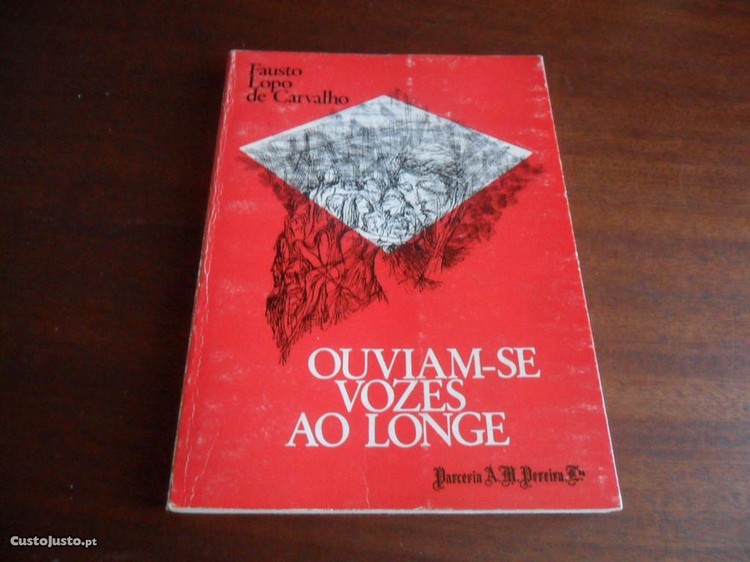 Fausto
Lopo
de Carvalho
OUVIAM-SE
VOZES
AO LONGE
Parceria A. M. Pereira, L.da
CustoJusto.pt